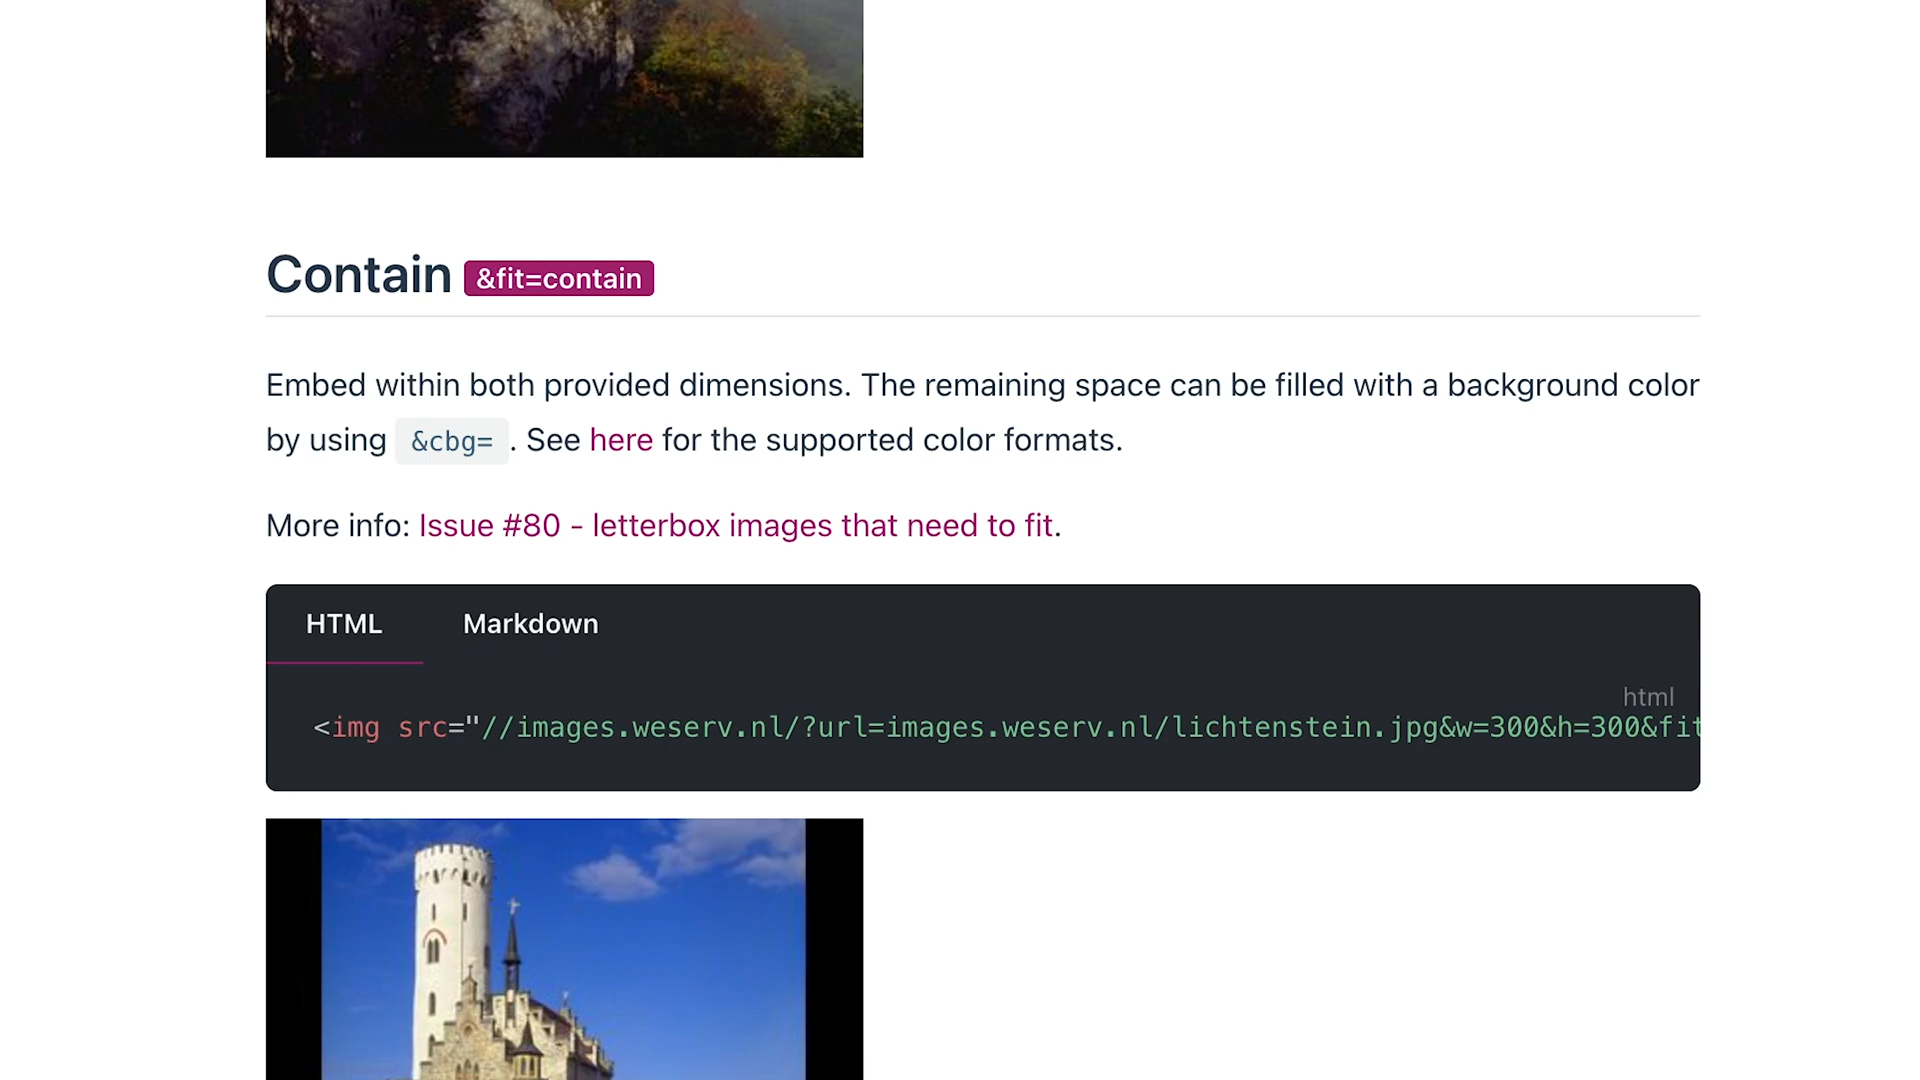 Contain &fit=contain
Embed within both provided dimensions. The remaining space can be filled with a background color
by using &cbg= . See here for the supported color formats.
More info: Issue #80 - letterbox images that need to fit.
HTML Markdown
html
<img src="//images.weserv.nl/?url=images.weserv.nl/lichtenstein.jpg&w=300&h=300&fit